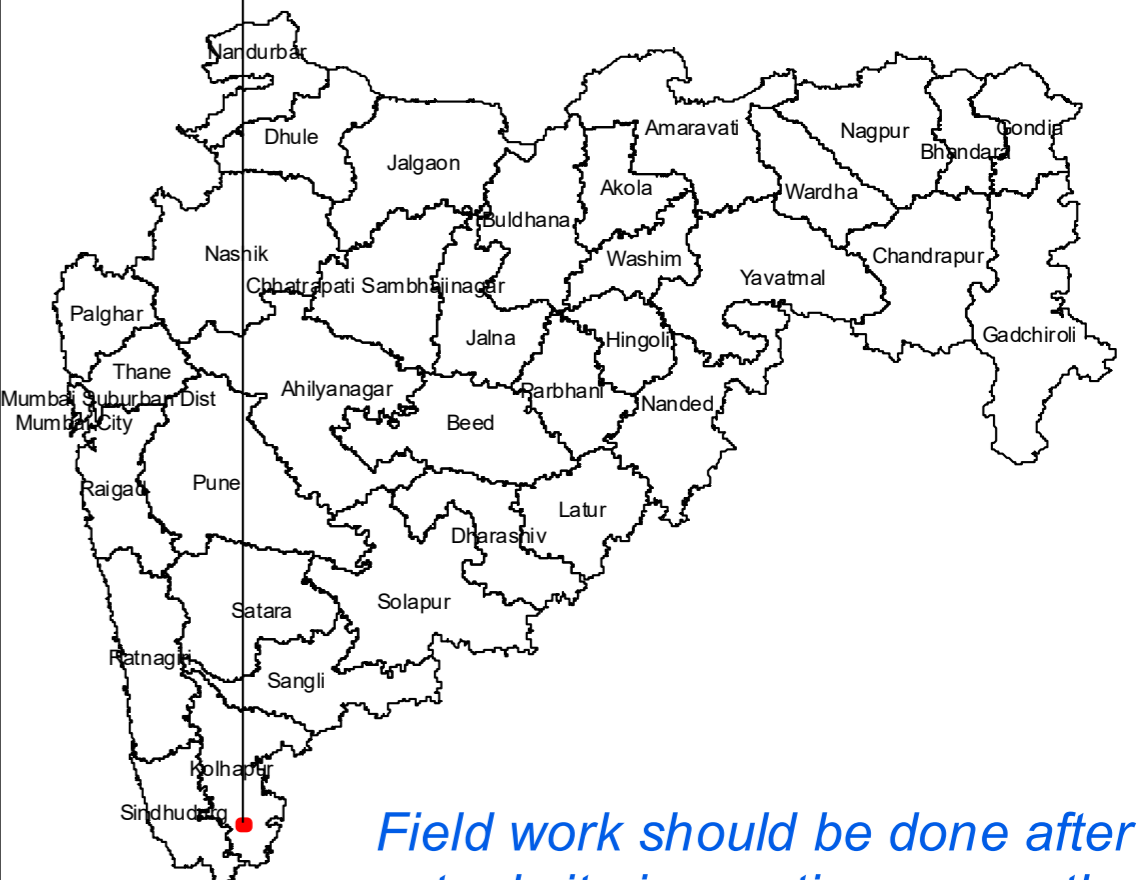 Nandurbar
Dhule
Jalgaon
Amaravati
Nagpur
Gondia
Bhandara
Akola
Wardha
Buldhana
Nashik
Washim
Chandrapur
Chhatrapati Sambhajinagar
Yavatmal
Palghar
Jalna
Hingoli
Gadchiroli
Thane
Ahilyanagar
Parbhani
Mumbai Suburban Dist
Nanded
Mumbai City
Beed
Raigad
Pune
Latur
Dharashiv
Satara
Solapur
Ratnagiri
Sangli
Kolhapur
Sindhudurg
Field work should be done after